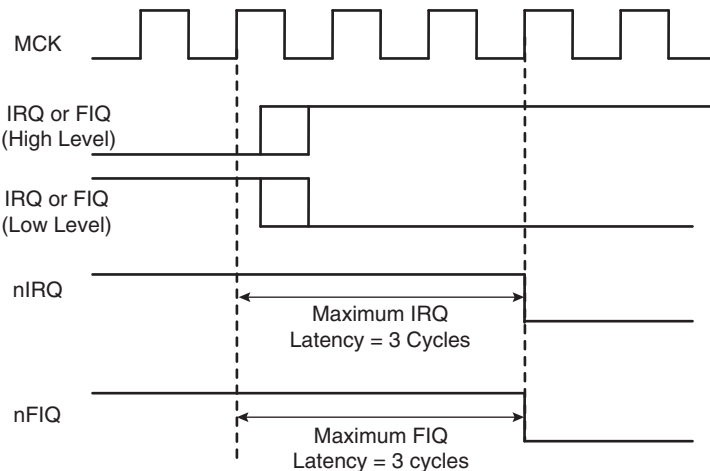 MCK
IRQ or FIQ
(High Level)
IRQ or FIQ
(Low Level)
nIRQ
Maximum IRQ
Latency = 3 Cycles
nFIQ
Maximum FIQ
Latency = 3 cycles